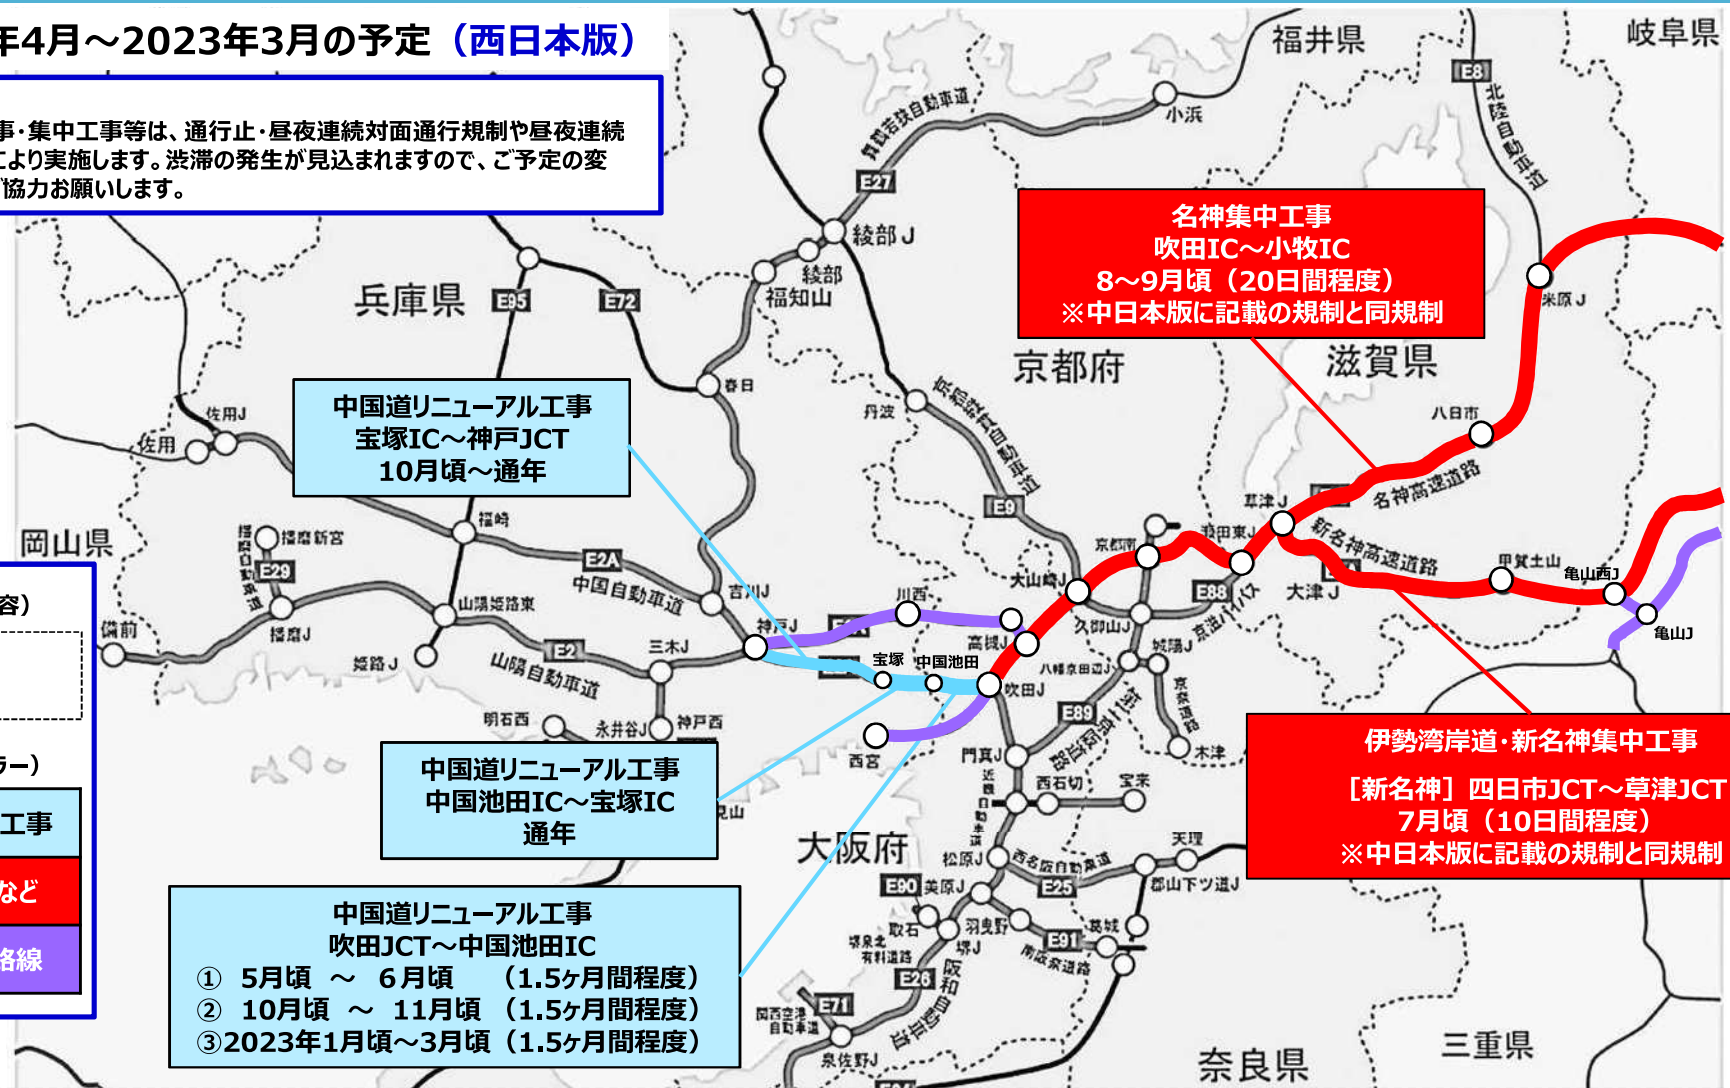 年4月～2023年3月の予定（西日本版）
事・集中工事等は、通行止・昼夜連続対面通行規制や昼夜連続
により実施します。渋滞の発生が見込まれますので、ご予定の変
ご協力お願いします。
福井県
岐阜県
E8
北陸自動車道
小浜
舞鶴若狭自動車道
E27
綾部J
綾部
福知山
兵庫県
E95
E72
名神集中工事
吹田IC～小牧IC
8～9月頃（20日間程度）
※中日本版に記載の規制と同規制
米原J
京都府
滋賀県
春日
丹波
京都縦貫自動車道
八日市
中国道リニューアル工事
宝塚IC～神戸JCT
10月頃～通年
佐用J
佐用
E9
名神高速道路
草津J
新名神高速道路
岡山県
播磨新宮
播磨自動車道
E29
福崎
E2A
中国自動車道
吉川J
京都南
瀬田東J
大山崎J
E88
京滋バイパス
大津J
甲賀土山
亀山西J
亀山J
容）
備前
播磨J
山陽姫路東
姫路J
E2
山陽自動車道
三木J
神戸J
川西
高槻J
久御山J
城陽J
八幡京田辺J
宝塚
中国池田
吹田J
京奈和道路
E89
第二京阪道路
木津
明石西
永井谷J
神戸西
西宮
門真J
近畿自動車道
西石切
宝来
伊勢湾岸道・新名神集中工事
［新名神］四日市JCT～草津JCT
7月頃（10日間程度）
※中日本版に記載の規制と同規制
ラー）
工事
など
路線
中国道リニューアル工事
中国池田IC～宝塚IC
通年
見山
大阪府
松原J
西名阪自動車道
天理
E25
郡山下ツ道J
E90
美原J
取石
羽曳野
葛城
E91
南阪奈道路
堺泉北
有料道路
堺J
E26
阪和自動車道
中国道リニューアル工事
吹田JCT～中国池田IC
① 5月頃 ～ 6月頃 （1.5ヶ月間程度）
② 10月頃 ～ 11月頃 （1.5ヶ月間程度）
③2023年1月頃～3月頃（1.5ヶ月間程度）
E71
関西空港
自動車道
泉佐野J
奈良県
三重県